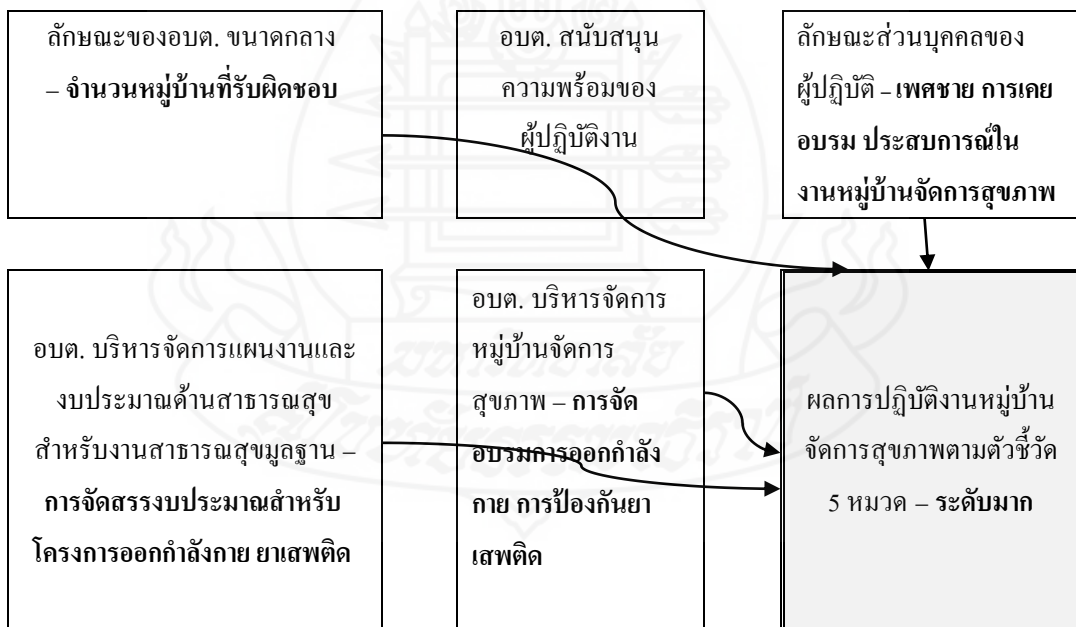 ลักษณะของอบต. ขนาดกลาง
– จำนวนหมู่บ้านที่รับผิดชอบ
อบต. สนับสนุน
ความพร้อมของ
ผู้ปฏิบัติงาน
ลักษณะส่วนบุคคลของ
ผู้ปฏิบัติ – เพศชาย การเคย
อบรม ประสบการณ์ใน
งานหมู่บ้านจัดการสุขภาพ
อบต. บริหารจัดการแผนงานและ
งบประมาณด้านสาธารณสุข
สำหรับงานสาธารณสุขมูลฐาน –
การจัดสรรงบประมาณสำหรับ
โครงการออกกำลังกาย ยาเสพติด
อบต. บริหารจัดการ
หมู่บ้านจัดการ
สุขภาพ – การจัด
อบรมการออกกำลัง
กาย การป้องกันยา
เสพติด
ผลการปฏิบัติงานหมู่บ้าน
จัดการสุขภาพตามตัวชี้วัด
5 หมวด – ระดับมาก